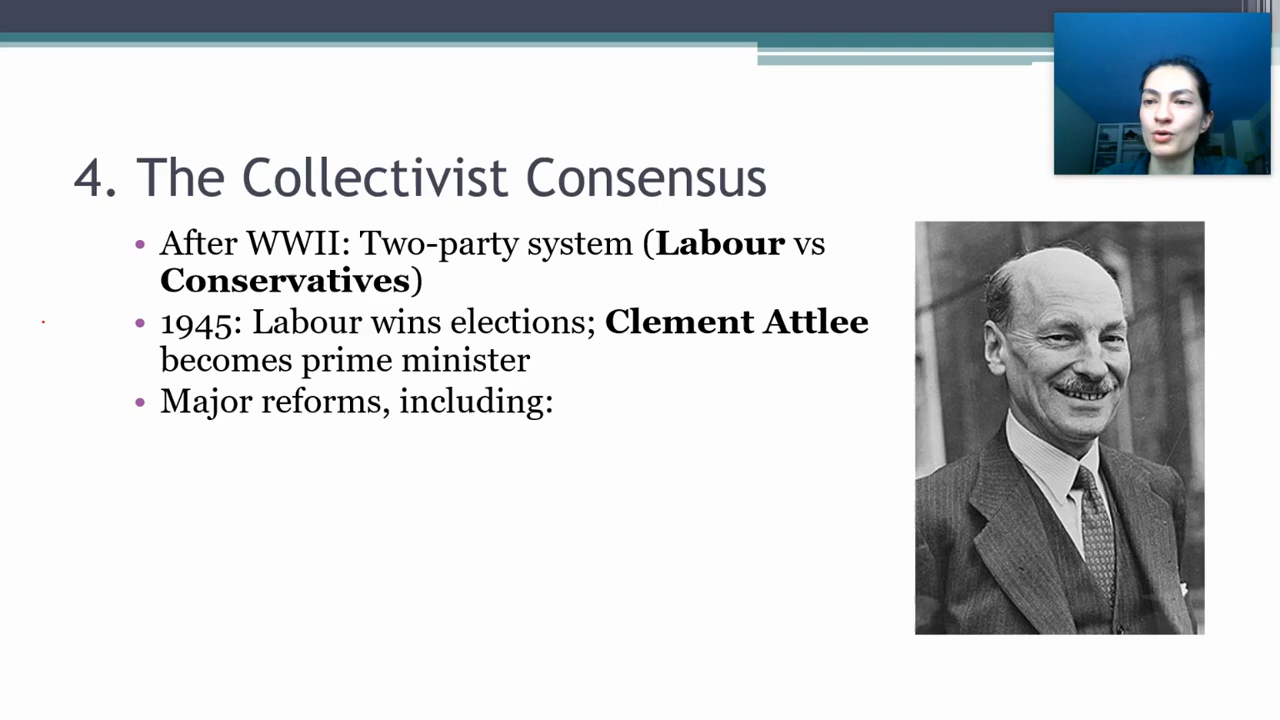 4. The Collectivist Consensus
• After WWII: Two-party system (Labour vs
Conservatives)
• 1945: Labour wins elections; Clement Attlee
becomes prime minister
• Major reforms, including: